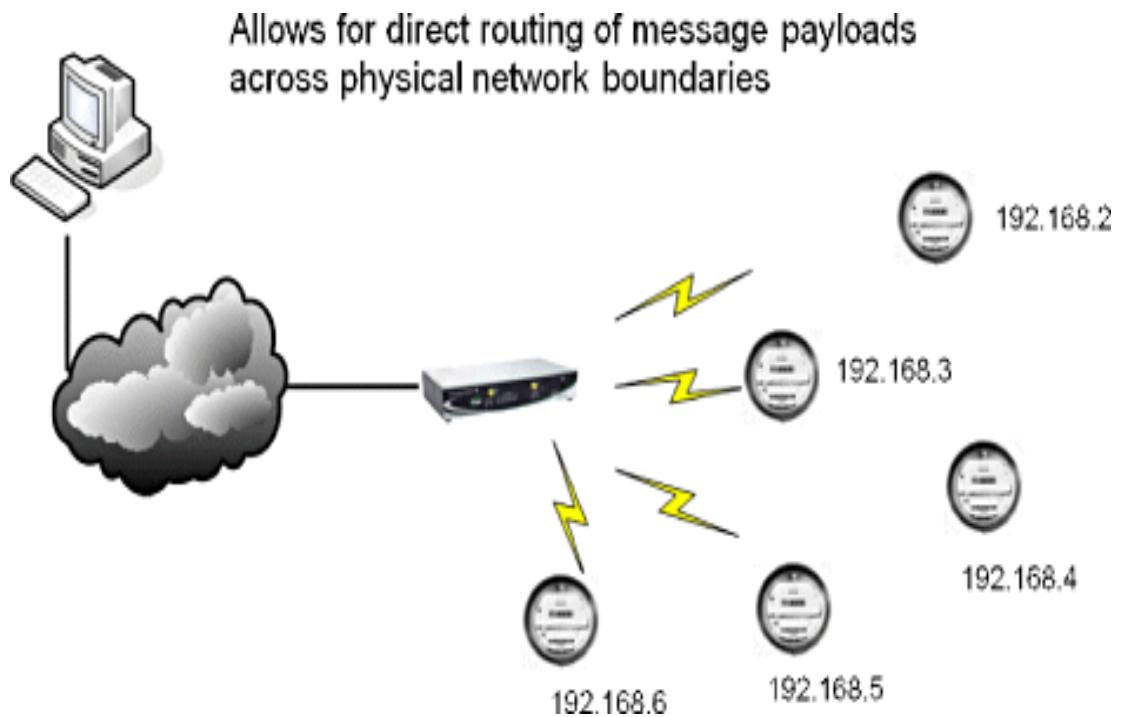 Allows for direct routing of message payloads
across physical network boundaries
192.168.2
192.168.3
192.168.4
192.168.5
192.168.6